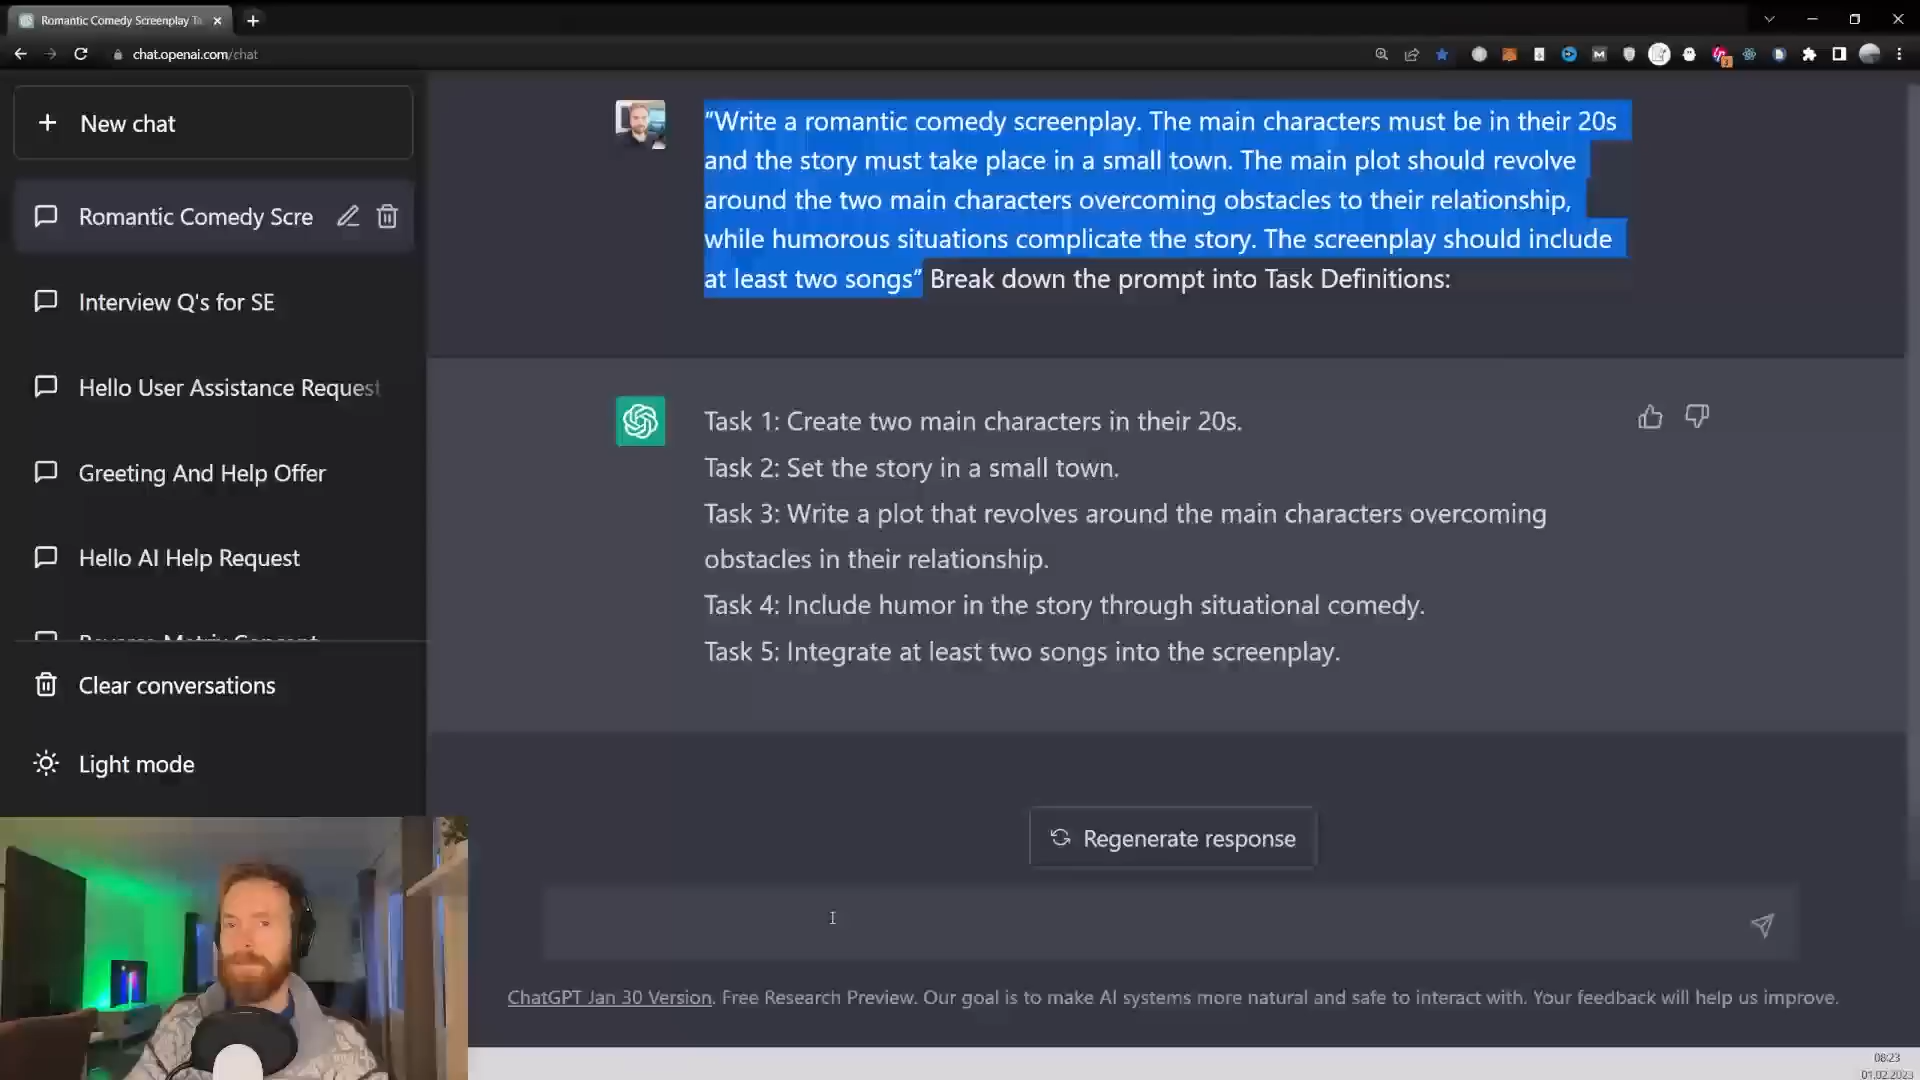 Romantic Comedy Screenplay Ta
chat.openai.com/chat
New chat
Romantic Comedy Scre
Interview Q's for SE
Hello User Assistance Request
Greeting And Help Offer
Hello AI Help Request
Reverse Matrix Concept
Clear conversations
Light mode
“Write a romantic comedy screenplay. The main characters must be in their 20s
and the story must take place in a small town. The main plot should revolve
around the two main characters overcoming obstacles to their relationship,
while humorous situations complicate the story. The screenplay should include
at least two songs” Break down the prompt into Task Definitions:
Task 1: Create two main characters in their 20s.
Task 2: Set the story in a small town.
Task 3: Write a plot that revolves around the main characters overcoming
obstacles in their relationship.
Task 4: Include humor in the story through situational comedy.
Task 5: Integrate at least two songs into the screenplay.
Regenerate response
ChatGPT Jan 30 Version. Free Research Preview. Our goal is to make AI systems more natural and safe to interact with. Your feedback will help us improve.
08:23
01.02.2023